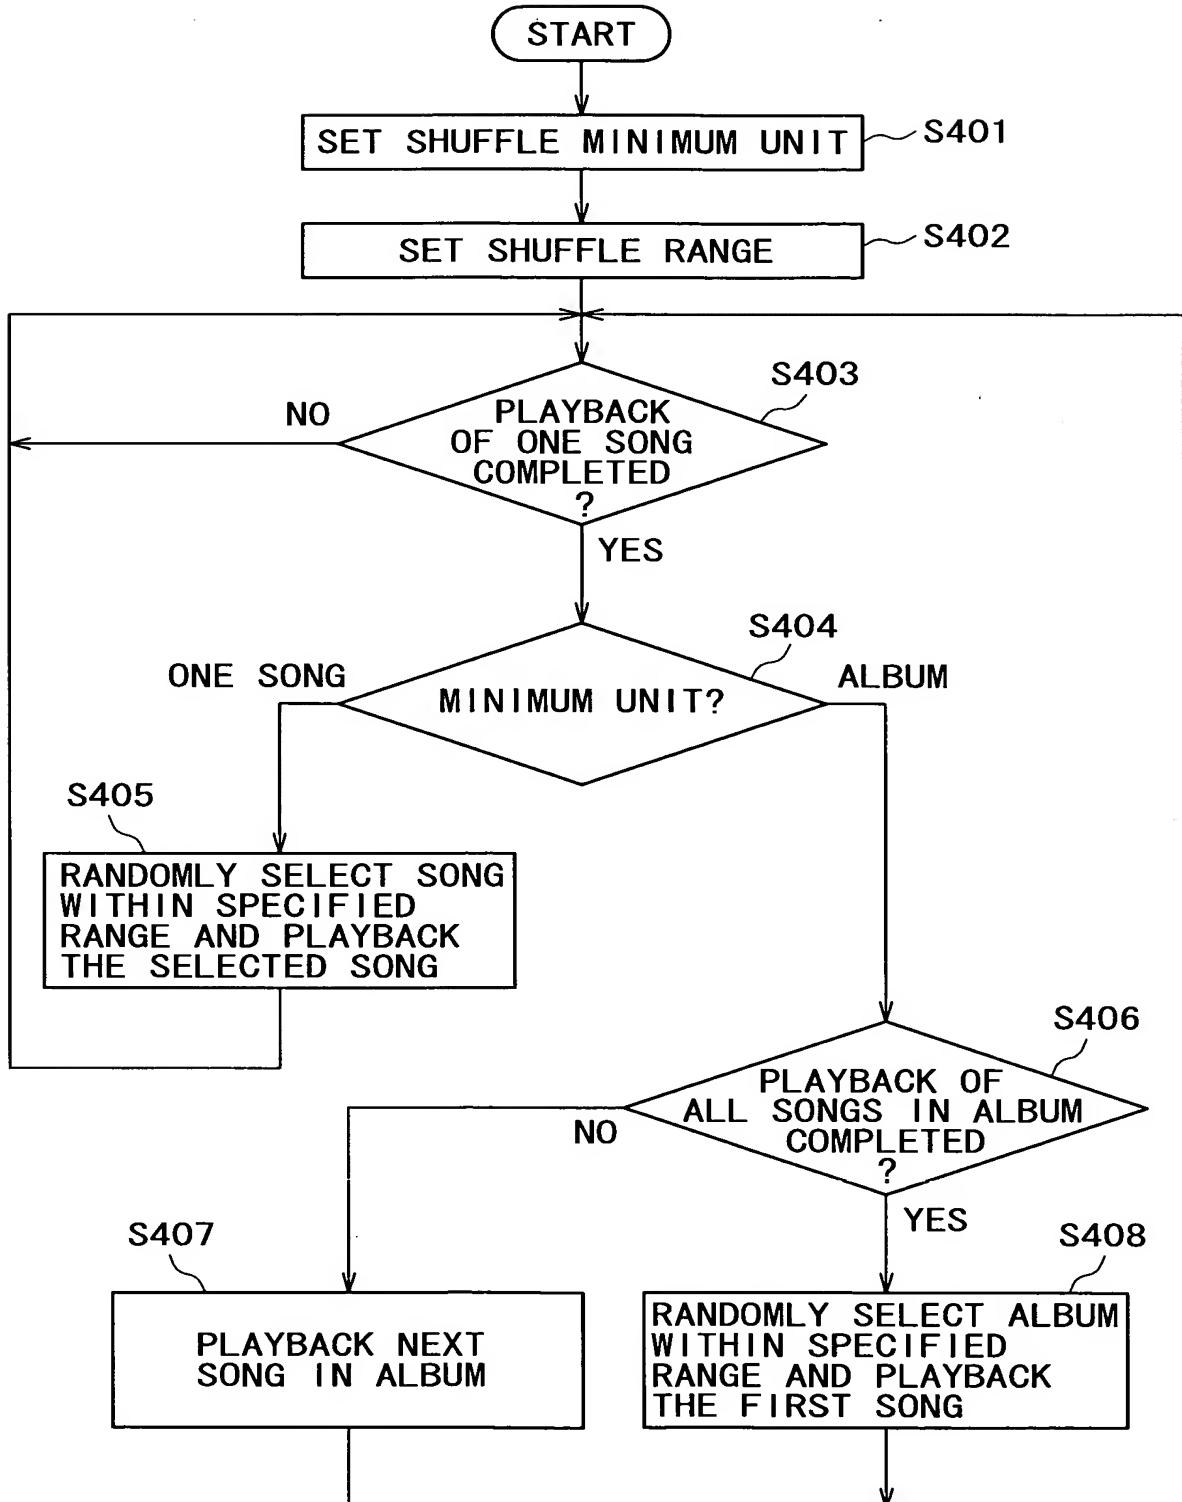 START
SET SHUFFLE MINIMUM UNIT
S401
SET SHUFFLE RANGE
S402
S403
NO
PLAYBACK
OF ONE SONG
COMPLETED
?
YES
S404
ONE SONG
MINIMUM UNIT?
ALBUM
S405
RANDOMLY SELECT SONG
WITHIN SPECIFIED
RANGE AND PLAYBACK
THE SELECTED SONG
S406
PLAYBACK OF
ALL SONGS IN ALBUM
COMPLETED
?
NO
YES
S407
PLAYBACK NEXT
SONG IN ALBUM
S408
RANDOMLY SELECT ALBUM
WITHIN SPECIFIED
RANGE AND PLAYBACK
THE FIRST SONG